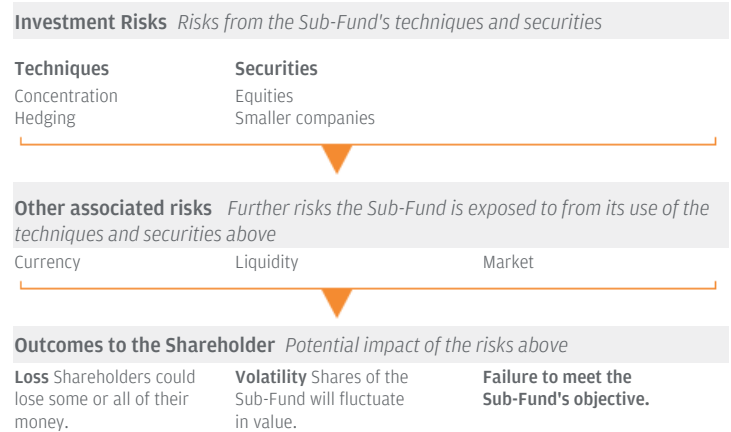 Investment Risks Risks from the Sub-Fund's techniques and securities
Techniques Securities
Concentration Equities
Hedging Smaller companies
Other associated risks Further risks the Sub-Fund is exposed to from its use of the
techniques and securities above
Currency Liquidity Market
Outcomes to the Shareholder Potential impact of the risks above
Loss Shareholders could
lose some or all of their
money.
Volatility Shares of the
Sub-Fund will fluctuate
in value.
Failure to meet the
Sub-Fund's objective.